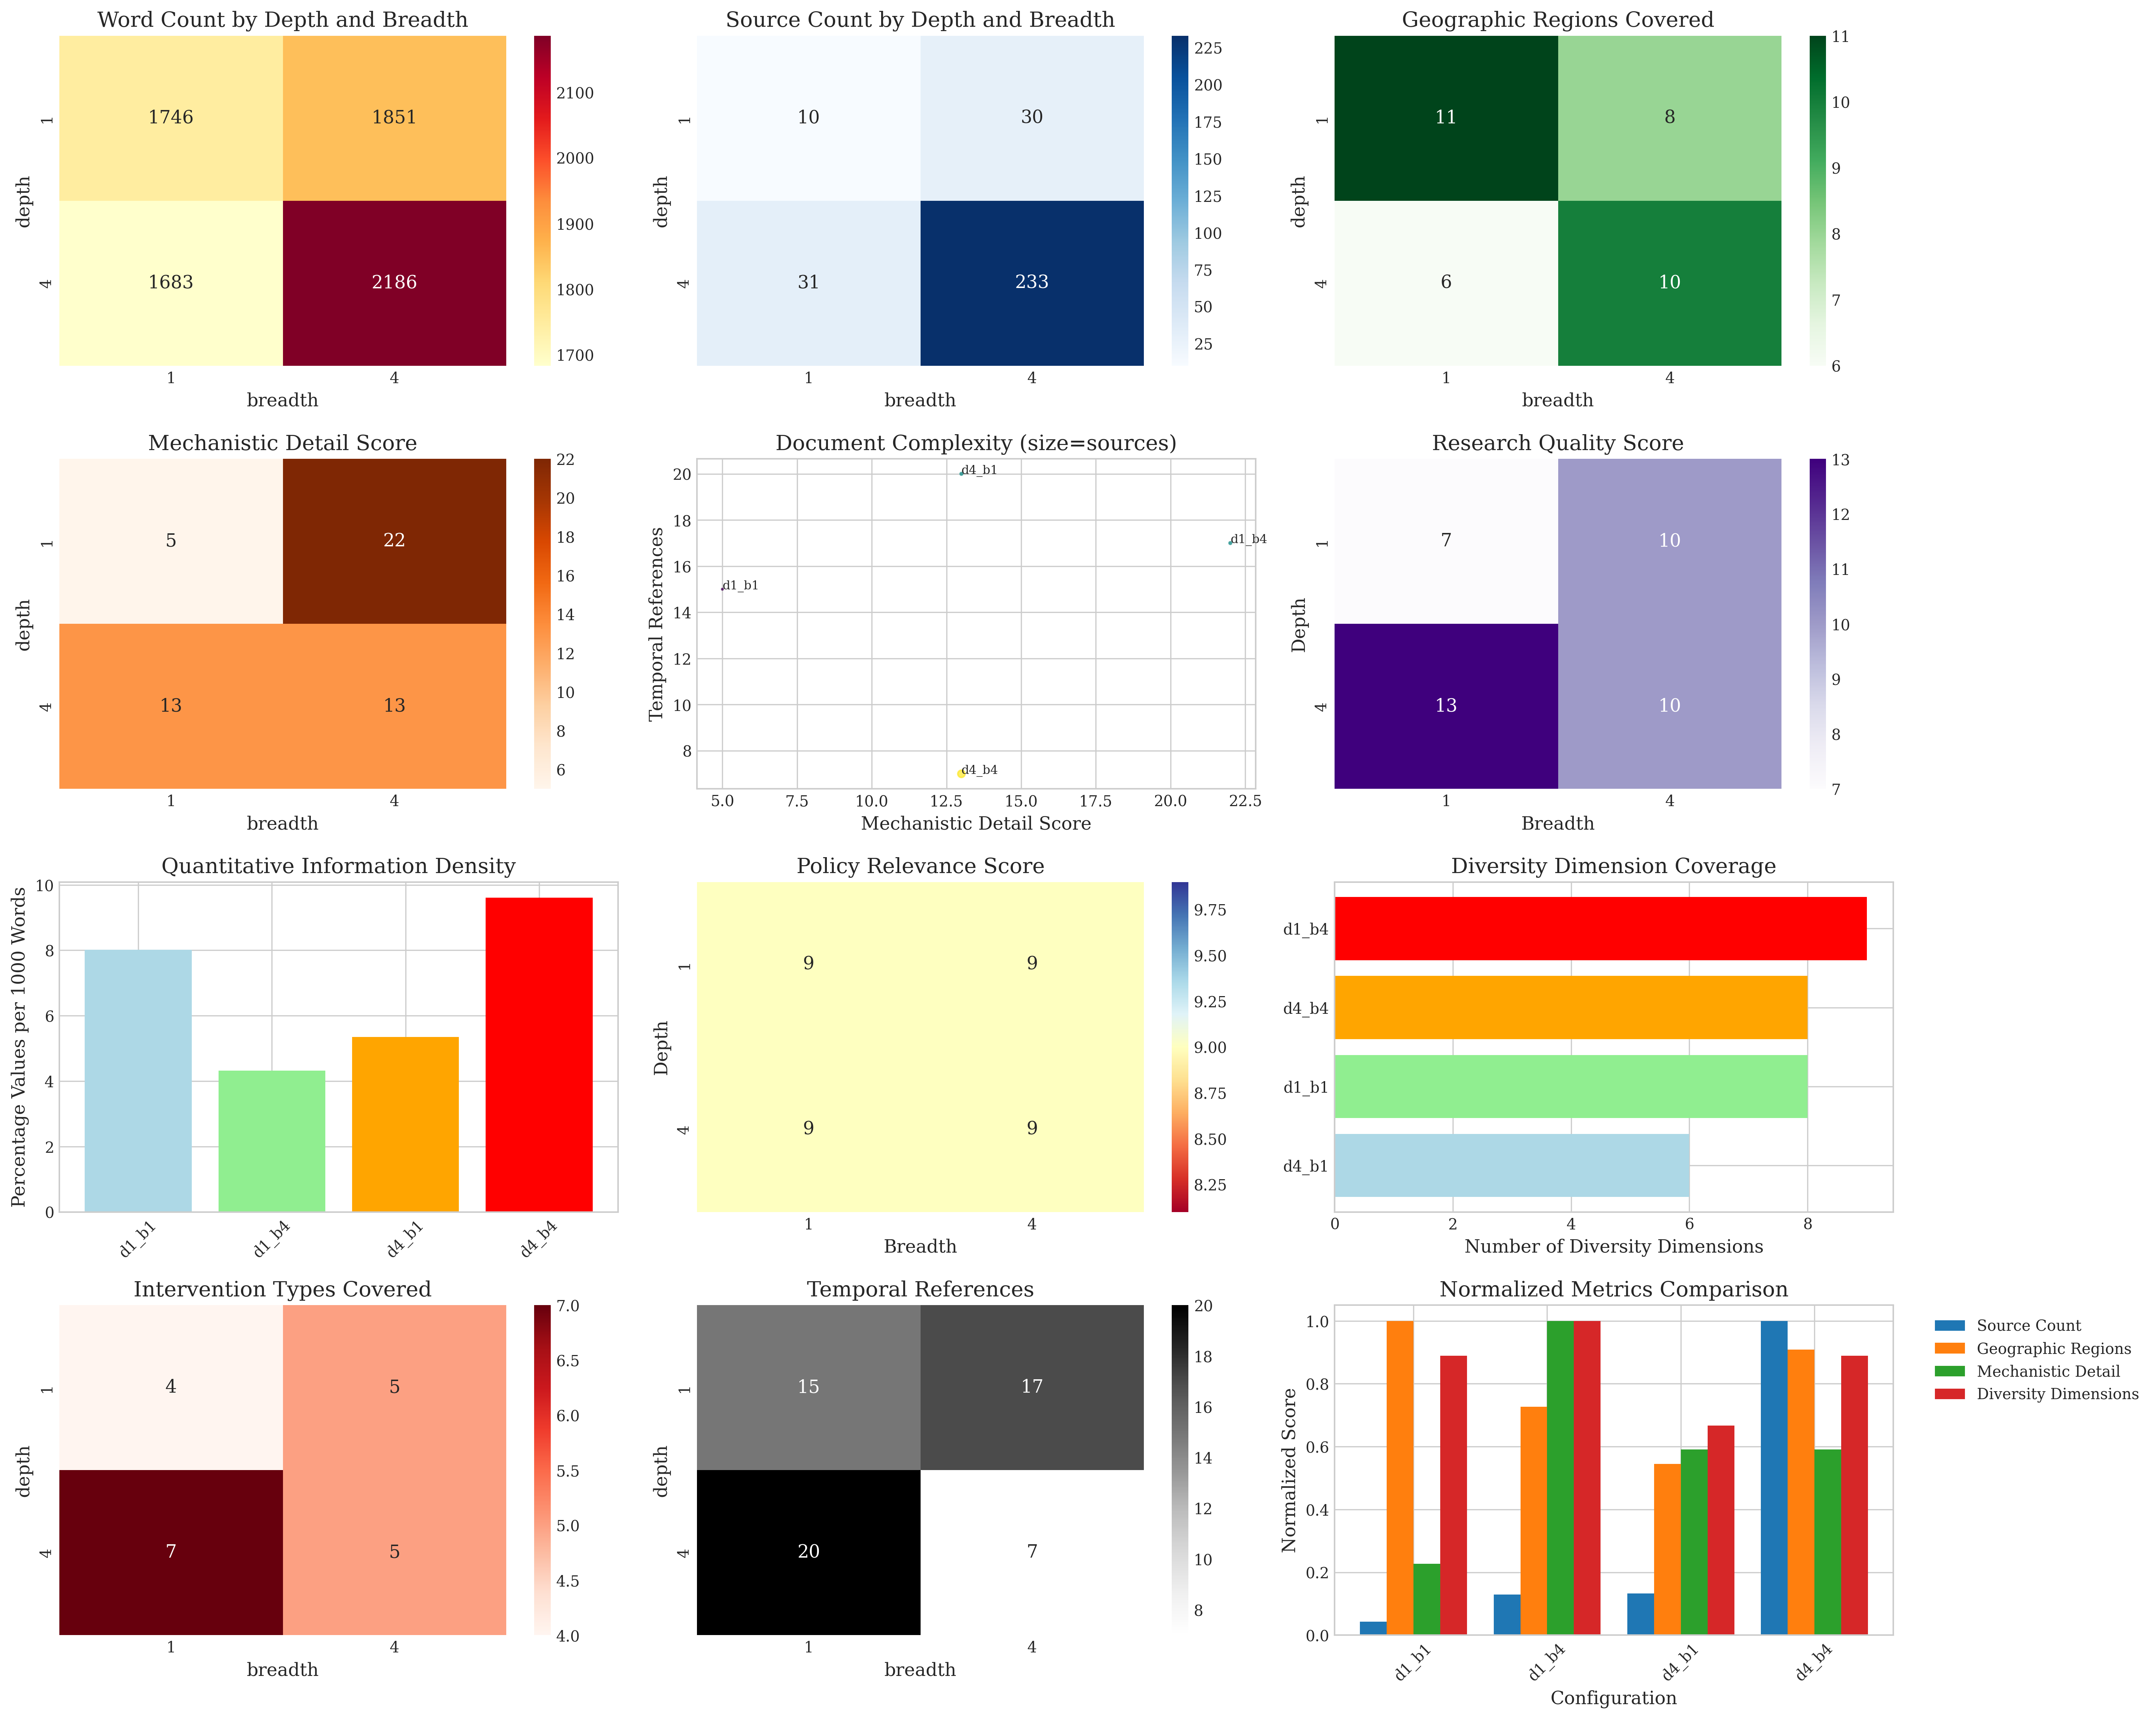 Word Count by Depth and Breadth
1746 1851
1683 2186
1
4
depth
1 4
breadth
2100
2000
1900
1800
1700
Source Count by Depth and Breadth
10 30
31 233
1
4
depth
1 4
breadth
225
200
175
150
125
100
75
50
25
Geographic Regions Covered
11 8
6 10
1
4
depth
1 4
breadth
11
10
9
8
7
6
Mechanistic Detail Score
5 22
13 13
1
4
depth
1 4
breadth
22
20
18
16
14
12
10
8
6
Document Complexity (size=sources)
20
18
16
14
12
10
8
Temporal References
d4_b1
d1_b4
d1_b1
d4_b4
5.0 7.5 10.0 12.5 15.0 17.5 20.0 22.5
Mechanistic Detail Score
Research Quality Score
7 10
13 10
1
4
Depth
1 4
Breadth
13
12
11
10
9
8
7
Quantitative Information Density
10
8
6
4
2
0
Percentage Values per 1000 Words
d1_b1 d1_b4 d4_b1 d4_b4
Policy Relevance Score
9 9
9 9
1
4
Depth
1 4
Breadth
9.75
9.50
9.25
9.00
8.75
8.50
8.25
Diversity Dimension Coverage
d1_b4
d4_b4
d1_b1
d4_b1
0 2 4 6 8
Number of Diversity Dimensions
Intervention Types Covered
4 5
7 5
1
4
depth
1 4
breadth
7.0
6.5
6.0
5.5
5.0
4.5
4.0
Temporal References
15 17
20 7
1
4
depth
1 4
breadth
20
18
16
14
12
10
8
Normalized Metrics Comparison
1.0
0.8
0.6
0.4
0.2
0.0
Normalized Score
d1_b1 d1_b4 d4_b1 d4_b4
Configuration
Source Count
Geographic Regions
Mechanistic Detail
Diversity Dimensions